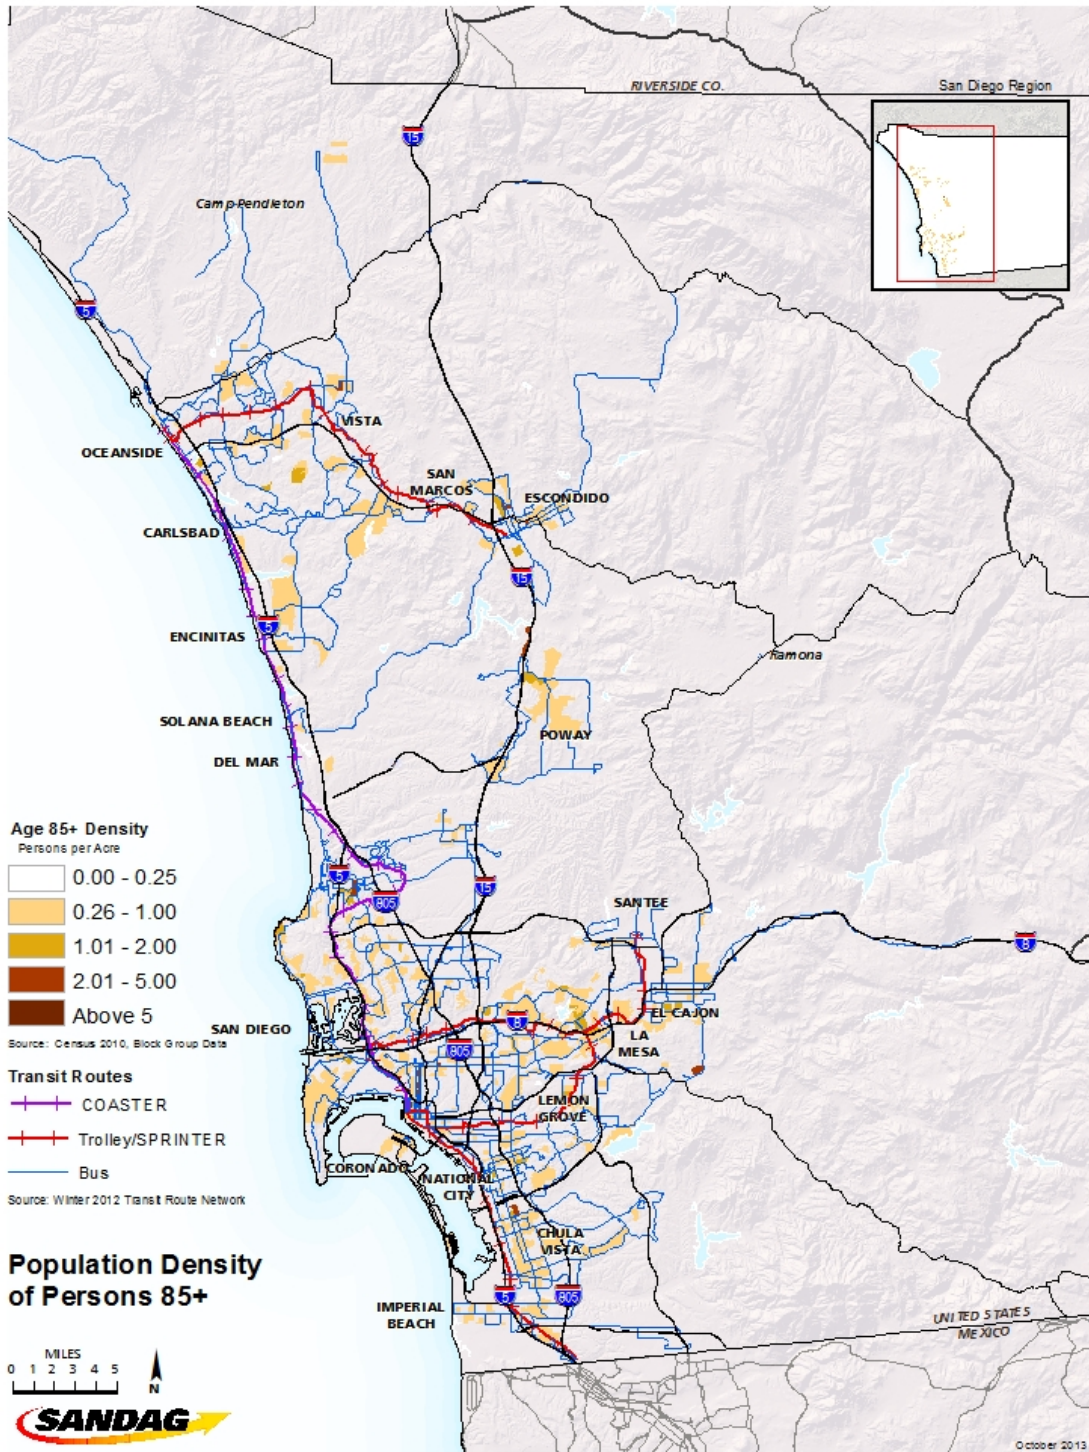 RIVERSIDE CO.
San Diego Region
15
Camp Pendleton
5
VISTA
OCEANSIDE
SAN
MARCOS
ESCONDIDO
CARLSBAD
15
5
ENCINITAS
Ramona
SOLANA BEACH
POWAY
DEL MAR
Age 85+ Density
Persons per Acre
0.00 - 0.25
0.26 - 1.00
1.01 - 2.00
2.01 - 5.00
Above 5
Source: Census 2010, Block Group Data
5
805
15
SANTEE
8
EL CAJON
SAN DIEGO
8
LA
MESA
805
Transit Routes
COASTER
Trolley/SPRINTER
Bus
Source: Winter 2012 Transit Route Network
LEMON
GROVE
CORONADO
NATIONAL
CITY
CHULA
VISTA
Population Density
of Persons 85+
5
805
IMPERIAL
BEACH
UNITED STATES
MEXICO
MILES
0 1 2 3 4 5
N
SANDAG
October 2013